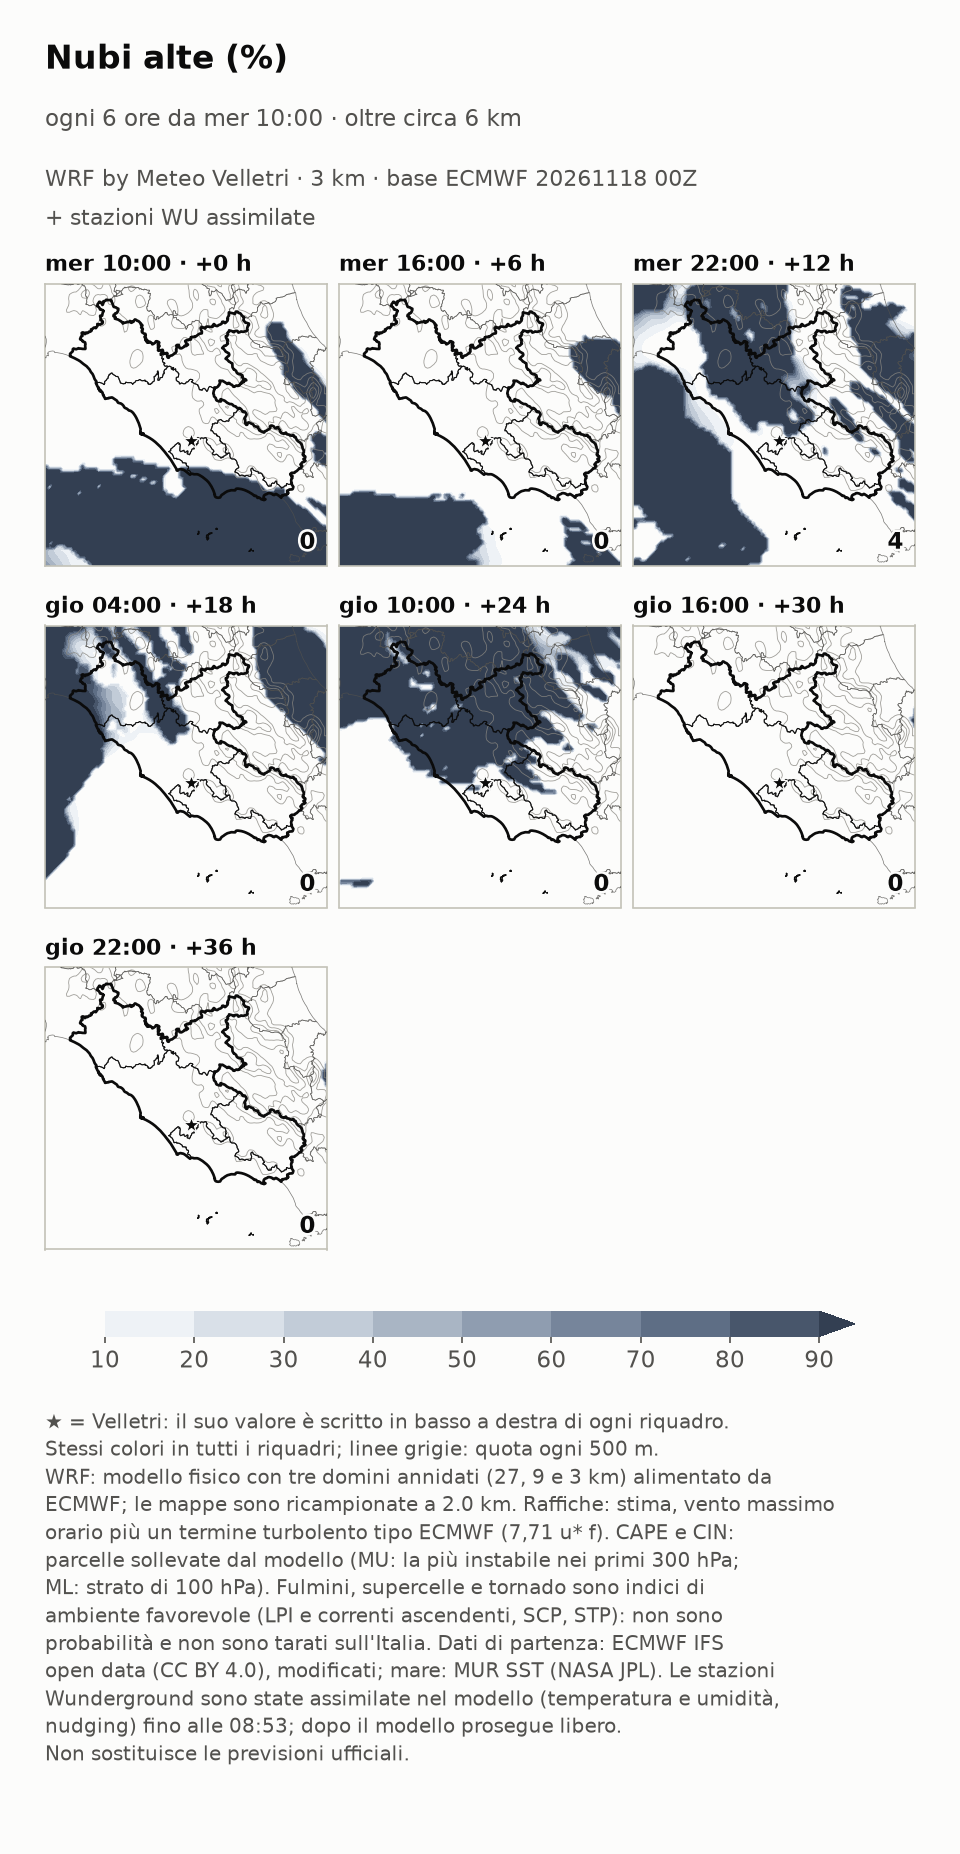 Nubi alte (%)
ogni 6 ore da mer 10:00 · oltre circa 6 km
WRF by Meteo Velletri · 3 km · base ECMWF 20261118 00Z
+ stazioni WU assimilate
mer 10:00 · +0 h
mer 16:00 · +6 h
mer 22:00 · +12 h
0
0
4
gio 04:00 · +18 h
gio 10:00 · +24 h
gio 16:00 · +30 h
0
0
0
gio 22:00 · +36 h
0
10 20 30 40 50 60 70 80 90
★ = Velletri: il suo valore è scritto in basso a destra di ogni riquadro.
Stessi colori in tutti i riquadri; linee grigie: quota ogni 500 m.
WRF: modello fisico con tre domini annidati (27, 9 e 3 km) alimentato da
ECMWF; le mappe sono ricampionate a 2.0 km. Raffiche: stima, vento massimo
orario più un termine turbolento tipo ECMWF (7,71 u* f). CAPE e CIN:
parcelle sollevate dal modello (MU: la più instabile nei primi 300 hPa;
ML: strato di 100 hPa). Fulmini, supercelle e tornado sono indici di
ambiente favorevole (LPI e correnti ascendenti, SCP, STP): non sono
probabilità e non sono tarati sull'Italia. Dati di partenza: ECMWF IFS
open data (CC BY 4.0), modificati; mare: MUR SST (NASA JPL). Le stazioni
Wunderground sono state assimilate nel modello (temperatura e umidità,
nudging) fino alle 08:53; dopo il modello prosegue libero.
Non sostituisce le previsioni ufficiali.